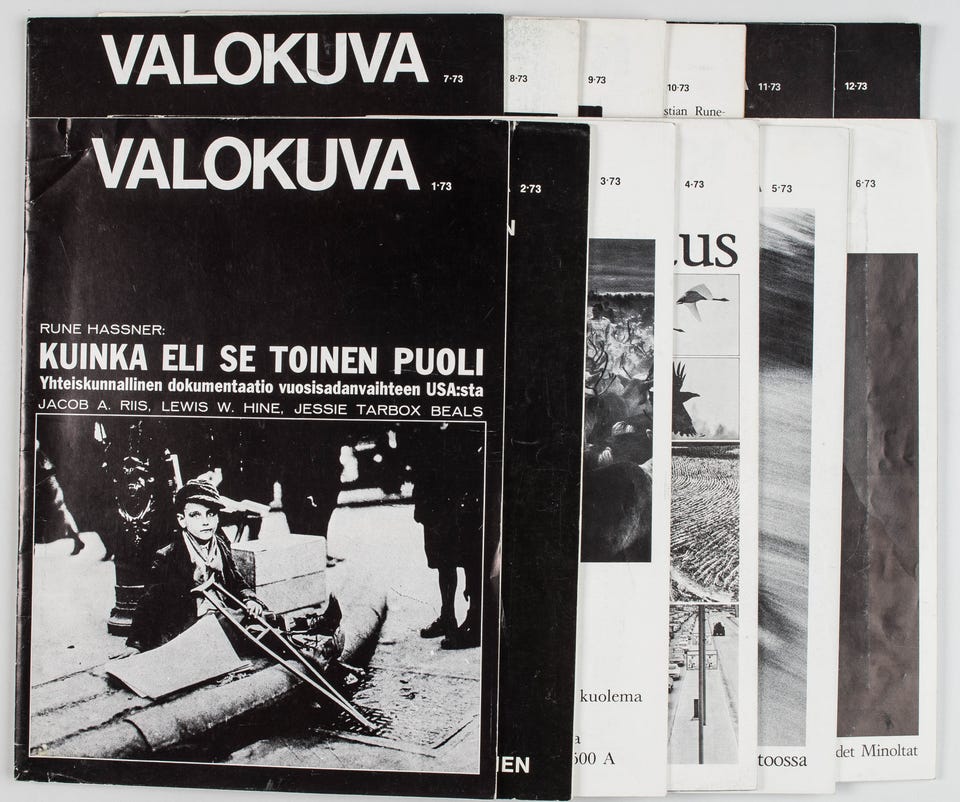 VALOKUVA 7·73
8·73
9·73
10·73
stian Rune-
11·73
12·73
VALOKUVA 1·73
RUNE HASSNER:
KUINKA ELI SE TOINEN PUOLI
Yhteiskunnallinen dokumentaatio vuosisadanvaihteen USA:sta
JACOB A. RIIS, LEWIS W. HINE, JESSIE TARBOX BEALS
2·73
N
NEN
3·73
kuolema
a
500 A
4·73
tus
5·73
toossa
6·73
det Minoltat